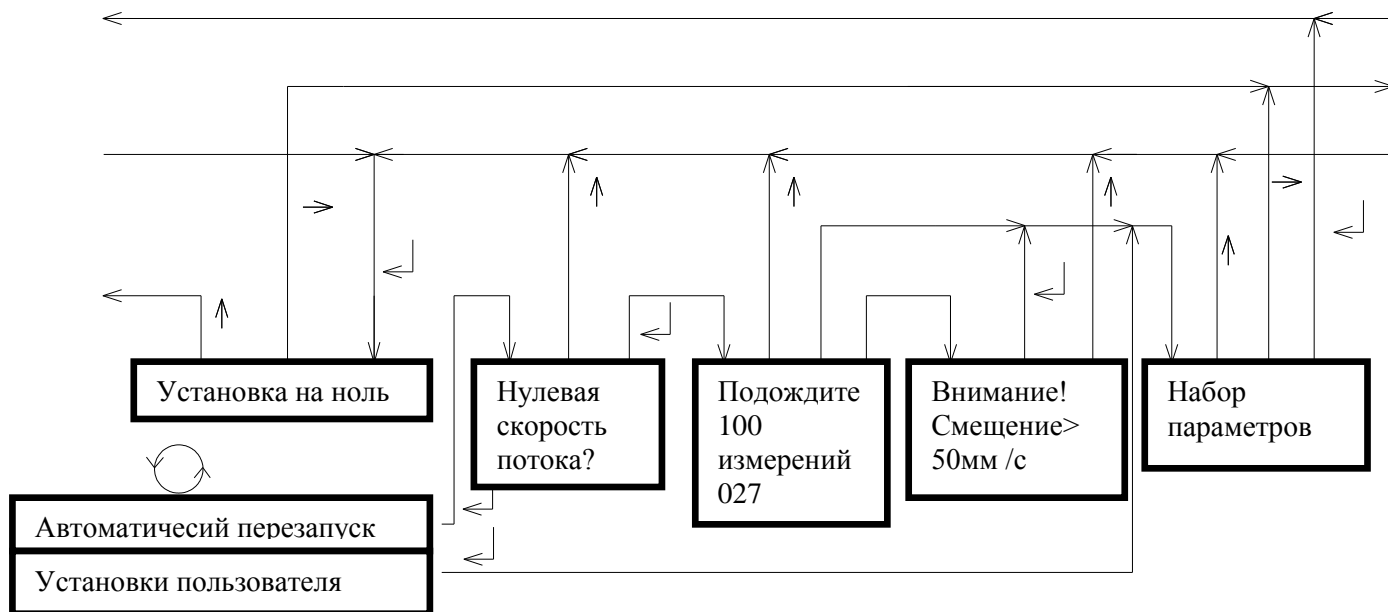 Установка на ноль
Нулевая
скорость
потока?
Подождите
100
измерений
027
Внимание!
Смещение>
50мм /с
Набор
параметров
Автоматичесий перезапуск
Установки пользователя